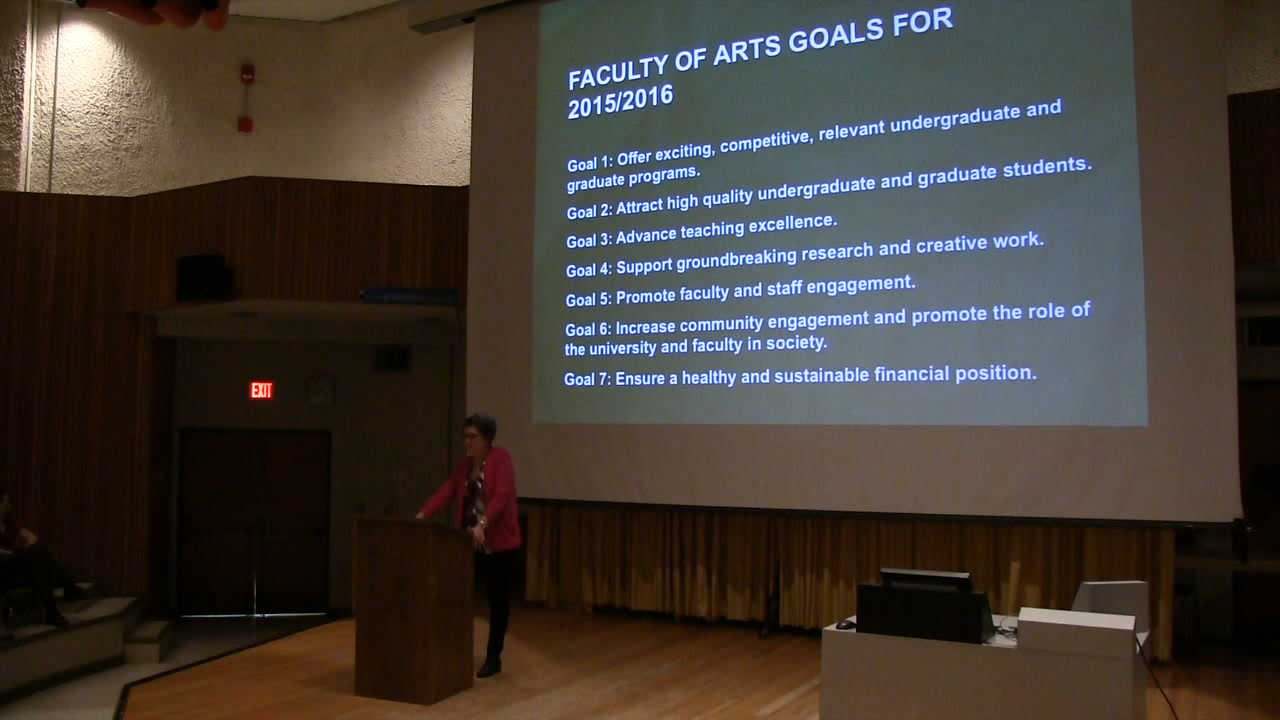 FACULTY OF ARTS GOALS FOR
2015/2016
Goal 1: Offer exciting, competitive, relevant undergraduate and
graduate programs.
Goal 2: Attract high quality undergraduate and graduate students.
Goal 3: Advance teaching excellence.
Goal 4: Support groundbreaking research and creative work.
Goal 5: Promote faculty and staff engagement.
Goal 6: Increase community engagement and promote the role of
the university and faculty in society.
Goal 7: Ensure a healthy and sustainable financial position.
EXIT